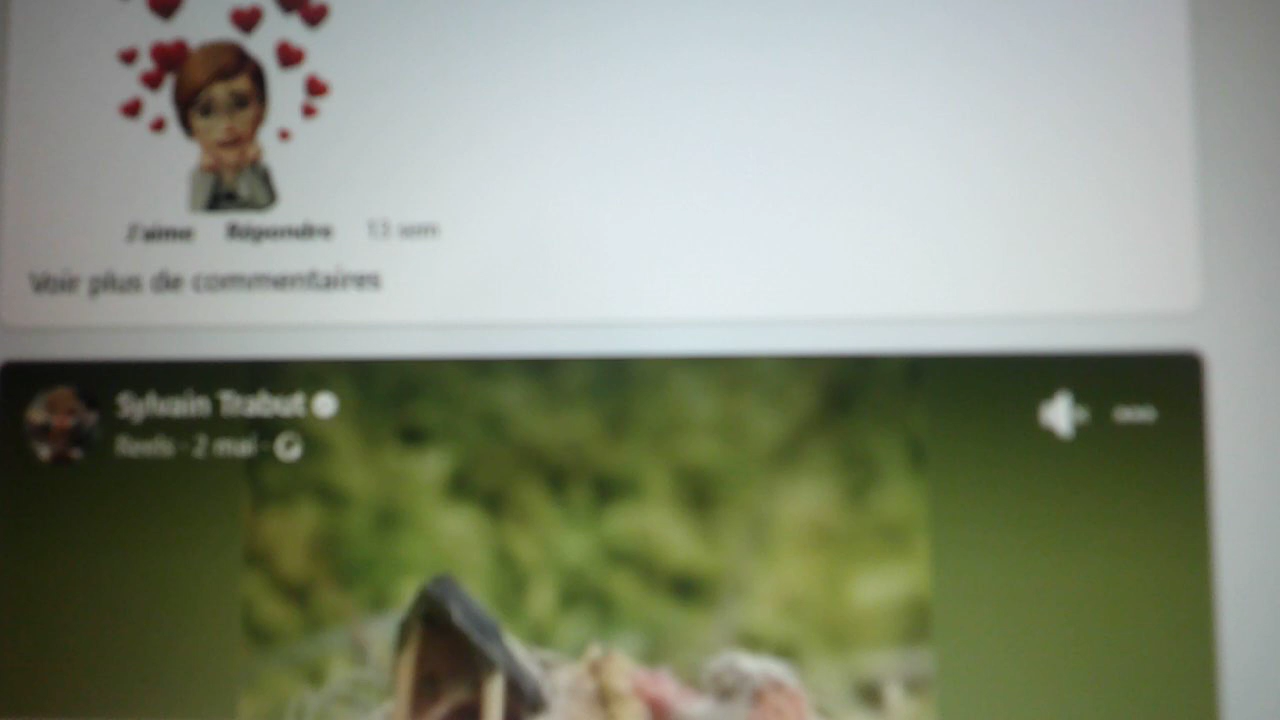 J'aime Répondre 13 sem
Voir plus de commentaires
Sylvain Trabut
Reels · 2 mai ·